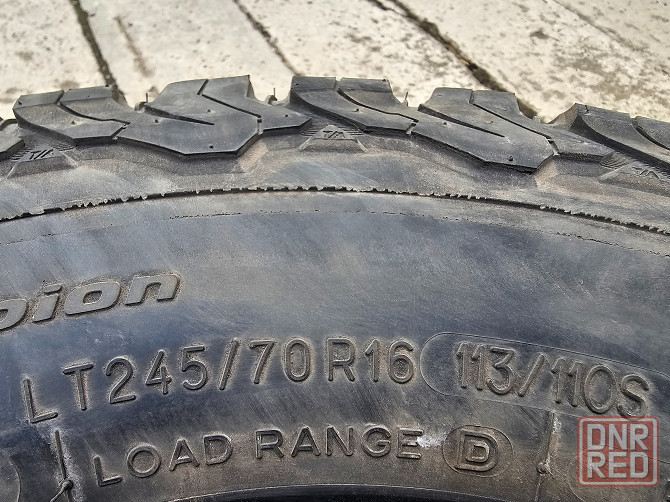 pion
LT245/70R16 113/110S
LOAD RANGE D
DNR
RED